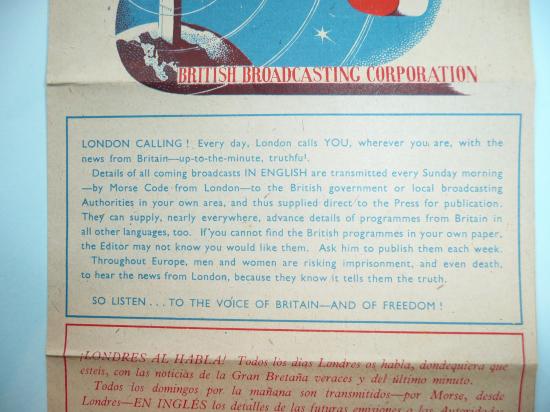 BRITISH BROADCASTING CORPORATION
LONDON CALLING! Every day, London calls YOU, wherever you are, with the
news from Britain—up-to-the-minute, truthful.
Details of all coming broadcasts IN ENGLISH are transmitted every Sunday morning
—by Morse Code from London—to the British government or local broadcasting
Authorities in your own area, and thus supplied direct to the Press for publication.
They can supply, nearly everywhere, advance details of programmes from Britain in
all other languages, too. If you cannot find the British programmes in your own paper,
the Editor may not know you would like them. Ask him to publish them each week.
Throughout Europe, men and women are risking imprisonment, and even death,
to hear the news from London, because they know it tells them the truth.
SO LISTEN . . . TO THE VOICE OF BRITAIN—AND OF FREEDOM!
¡LONDRES AL HABLA! Todos los dias Londres os habla, dondequiera que
esteis, con las noticias de la Gran Bretaña veraces y del último minuto.
Todos los domingos por la mañana son transmitidos—por Morse, desde
Londres—EN INGLÉS los detalles de las futuras emisiones a las Autoridades